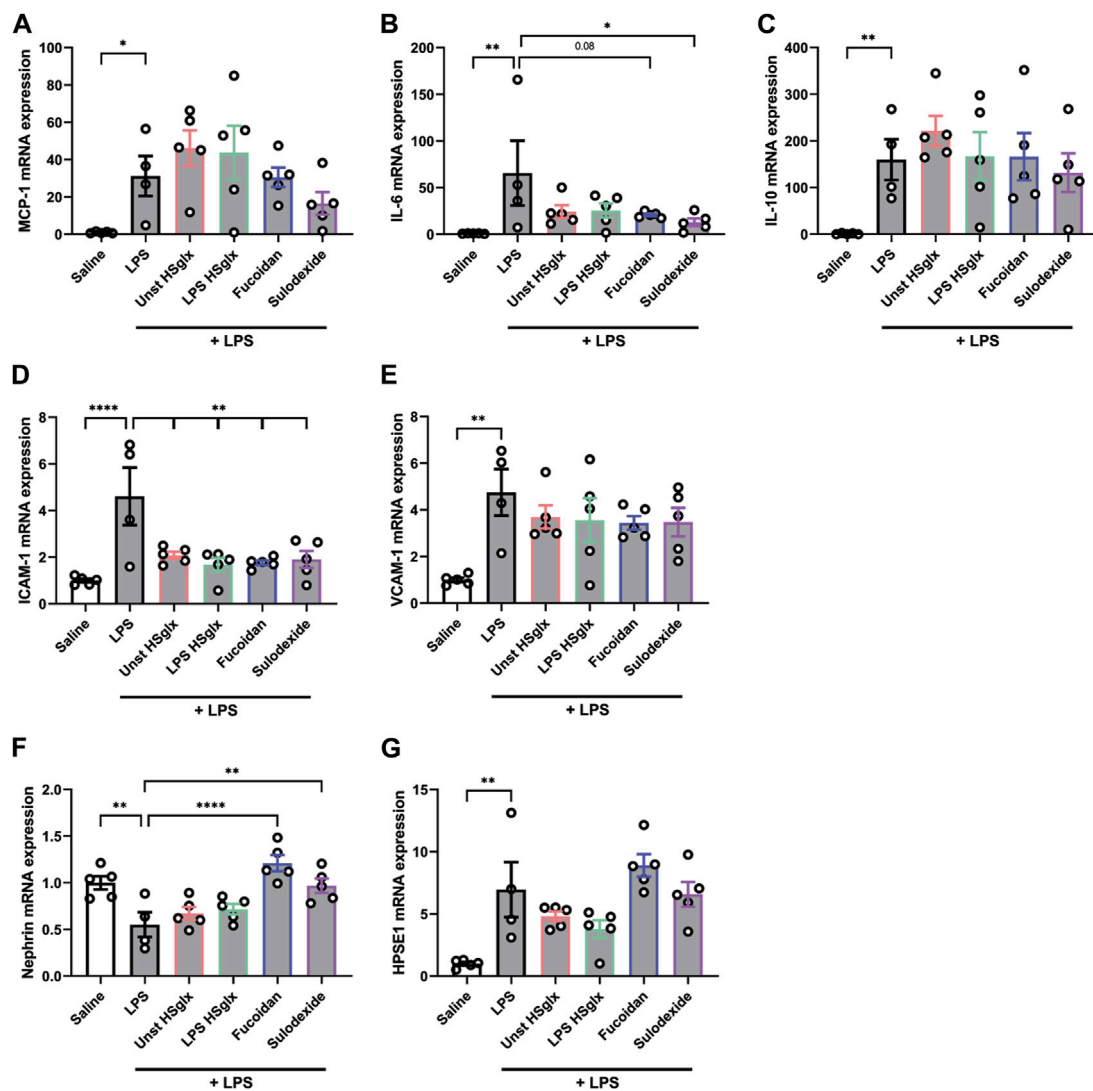 A
MCP-1 mRNA expression
100
80
60
40
20
0
*
Saline
LPS
Unst HSglx
LPS HSglx
Fucoidan
Sulodexide
+ LPS
B
IL-6 mRNA expression
200
150
100
50
0
*
0.08
**
Saline
LPS
Unst HSglx
LPS HSglx
Fucoidan
Sulodexide
+ LPS
C
IL-10 mRNA expression
400
300
200
100
0
**
Saline
LPS
Unst HSglx
LPS HSglx
Fucoidan
Sulodexide
+ LPS
D
ICAM-1 mRNA expression
8
6
4
2
0
****
**
Saline
LPS
Unst HSglx
LPS HSglx
Fucoidan
Sulodexide
+ LPS
E
VCAM-1 mRNA expression
8
6
4
2
0
**
Saline
LPS
Unst HSglx
LPS HSglx
Fucoidan
Sulodexide
+ LPS
F
Nephrin mRNA expression
2.0
1.5
1.0
0.5
0.0
**
**
****
Saline
LPS
Unst HSglx
LPS HSglx
Fucoidan
Sulodexide
+ LPS
G
HPSE1 mRNA expression
15
10
5
0
**
Saline
LPS
Unst HSglx
LPS HSglx
Fucoidan
Sulodexide
+ LPS